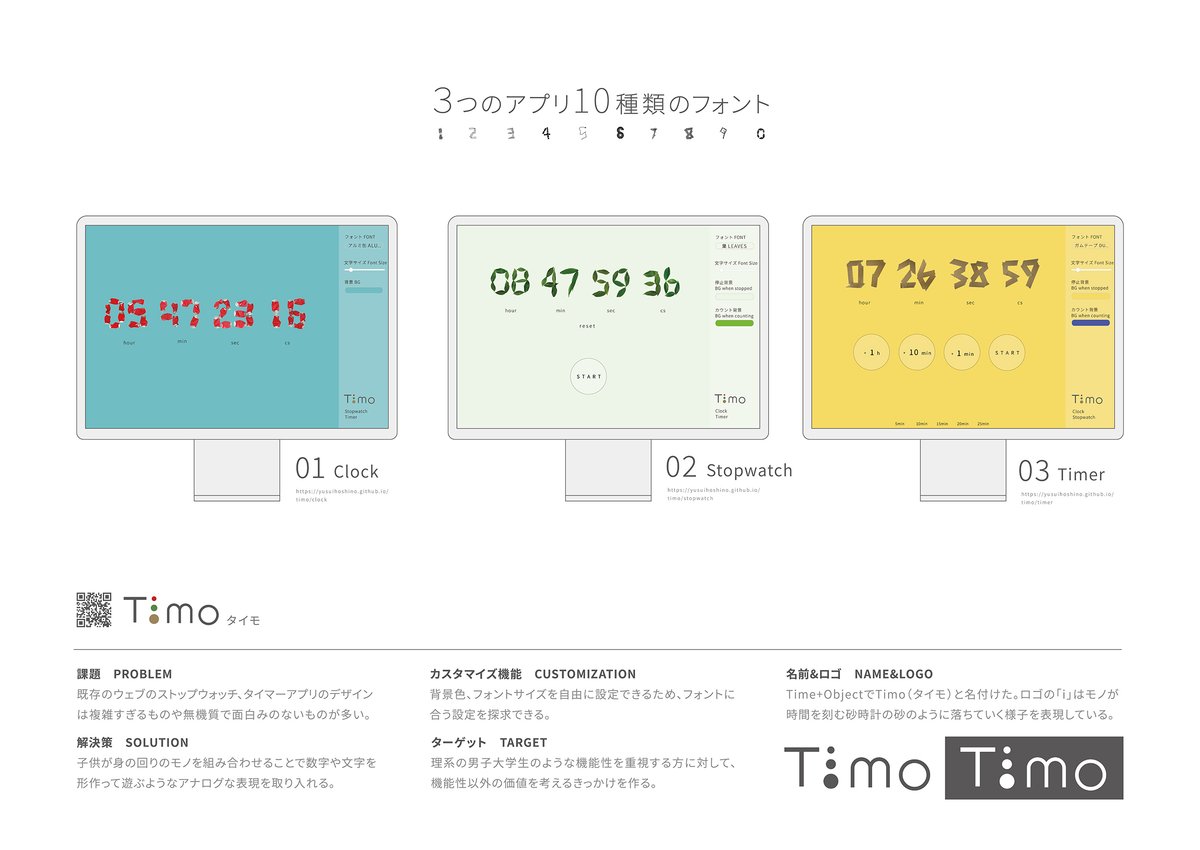 3つのアプリ10種類のフォント
1 2 3 4 5 6 7 8 9 0
05 47 23 16
hour min sec cs
フォント FONT
アルミ缶 ALU..
文字サイズ Font Size
背景 BG
Timo
Stopwatch
Timer
01 Clock
https://yusuihoshino.github.io/
timo/clock
08 47 59 36
hour min sec cs
reset
START
フォント FONT
葉 LEAVES
文字サイズ Font Size
停止背景
BG when stopped
カウント背景
BG when counting
Timo
Clock
Timer
02 Stopwatch
https://yusuihoshino.github.io/
timo/stopwatch
07 26 38 59
hour min sec cs
+ 1 h + 10 min + 1 min START
5min 10min 15min 20min 25min
フォント FONT
ガムテープ DU..
文字サイズ Font Size
停止背景
BG when stopped
カウント背景
BG when counting
Timo
Clock
Stopwatch
03 Timer
https://yusuihoshino.github.io/
timo/timer
Timo タイモ
課題 PROBLEM
既存のウェブのストップウォッチ、タイマーアプリのデザイン
は複雑すぎるものや無機質で面白みのないものが多い。
解決策 SOLUTION
子供が身の回りのモノを組み合わせることで数字や文字を
形作って遊ぶようなアナログな表現を取り入れる。
カスタマイズ機能 CUSTOMIZATION
背景色、フォントサイズを自由に設定できるため、フォントに
合う設定を探求できる。
ターゲット TARGET
理系の男子大学生のような機能性を重視する方に対して、
機能性以外の価値を考えるきっかけを作る。
名前&ロゴ NAME&LOGO
Time+ObjectでTimo（タイモ）と名付けた。ロゴの「i」はモノが
時間を刻む砂時計の砂のように落ちていく様子を表現している。
Timo Timo